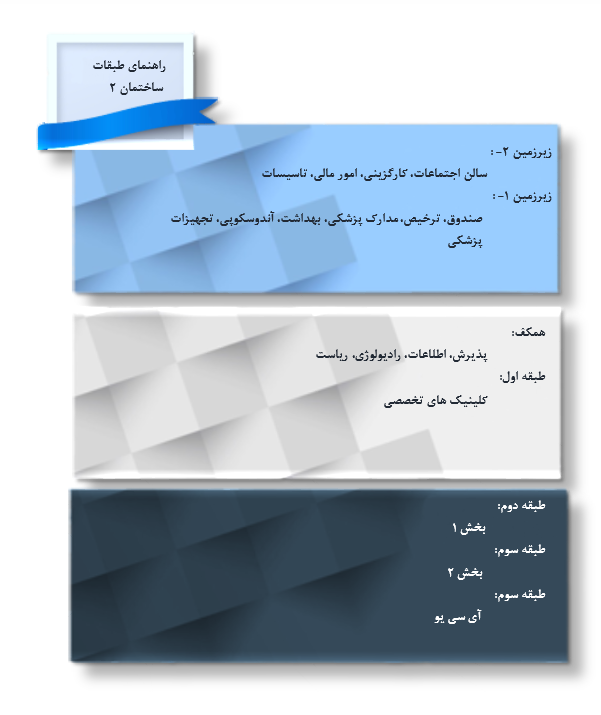 راهنمای طبقات
ساختمان ۲
زیرزمین ۲- :
سالن اجتماعات، کارگزینی، امور مالی، تاسیسات
زیرزمین ۱- :
صندوق، ترخیص،مدارک پزشکی، بهداشت، آندوسکوپی، تجهیزات
پزشکی
همکف:
پذیرش، اطلاعات، رادیولوژی، ریاست
طبقه اول:
کلینیک های تخصصی
طبقه دوم:
بخش ۱
طبقه سوم:
بخش ۲
طبقه سوم:
آی سی یو